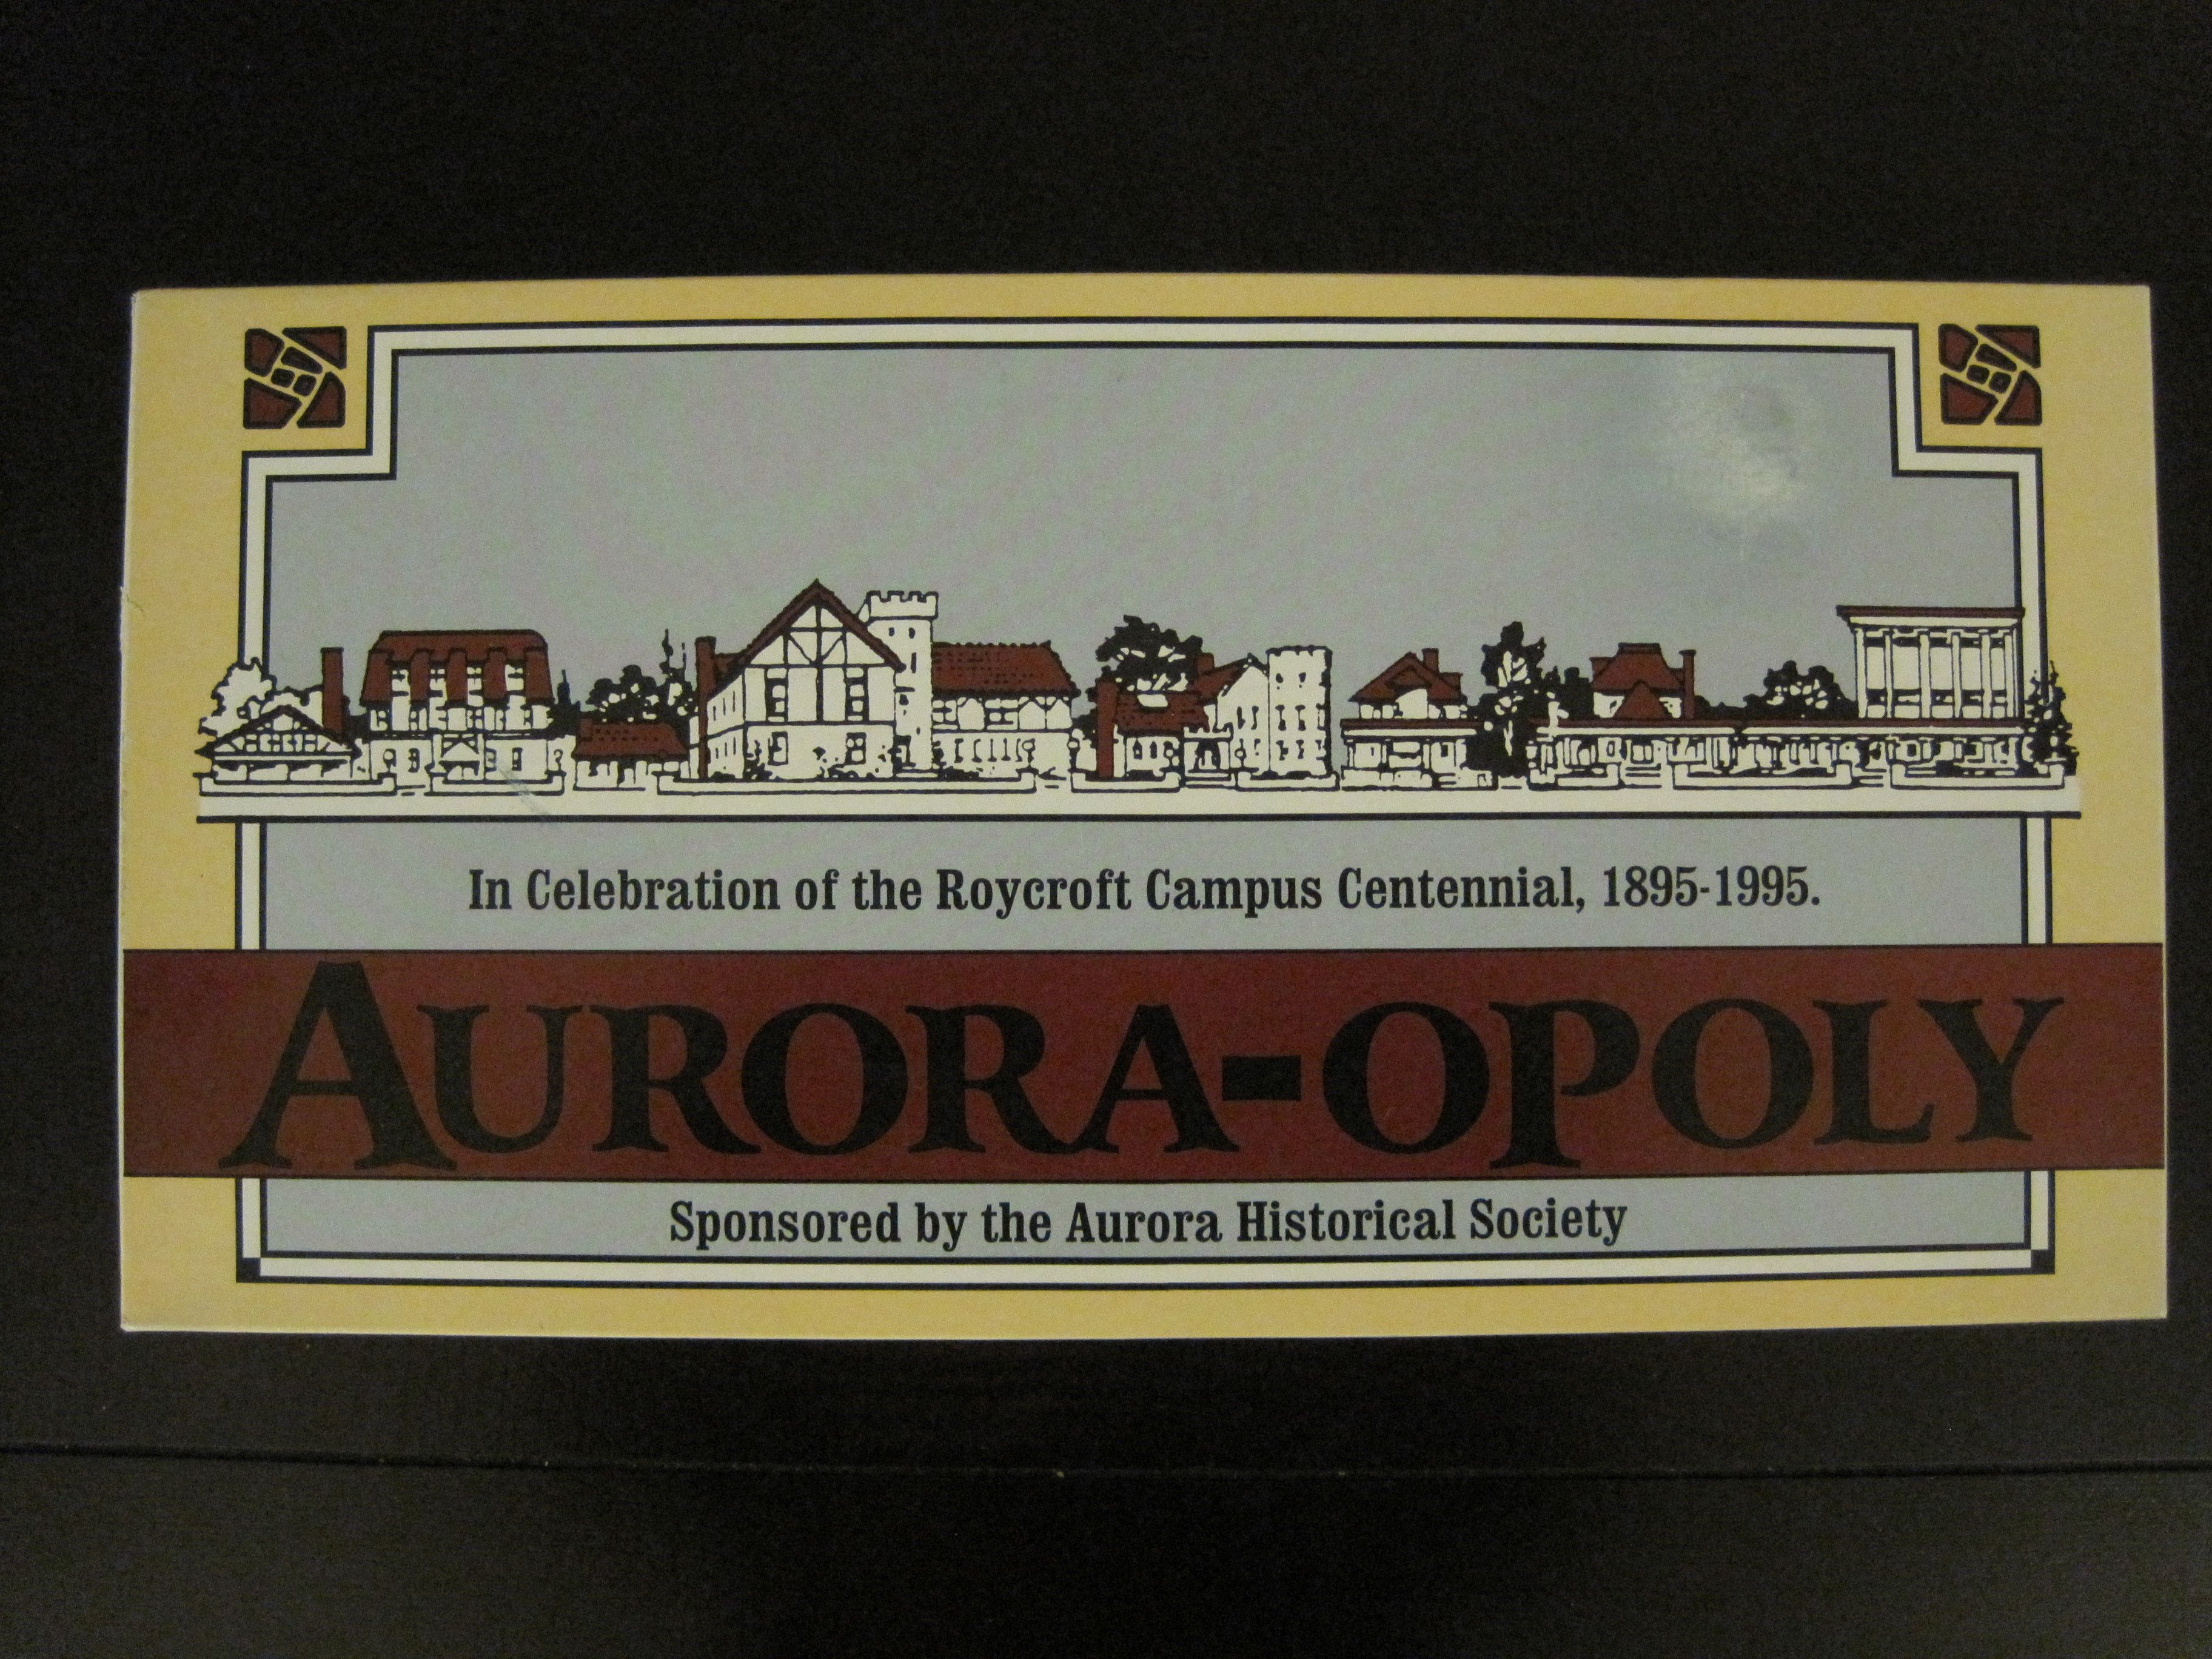 In Celebration of the Roycroft Campus Centennial, 1895-1995.
AURORA-OPOLY
Sponsored by the Aurora Historical Society